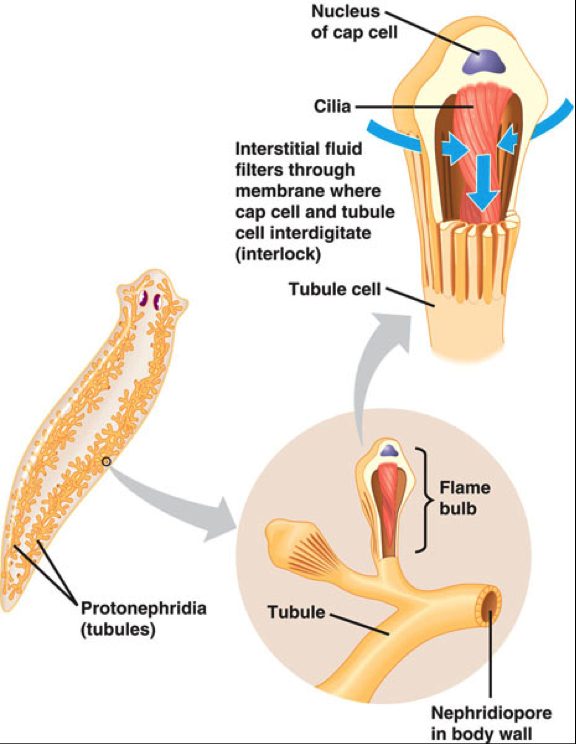 Nucleus
of cap cell
Cilia
Interstitial fluid
filters through
membrane where
cap cell and tubule
cell interdigitate
(interlock)
Tubule cell
Flame
bulb
Protonephridia
(tubules)
Tubule
Nephridiopore
in body wall